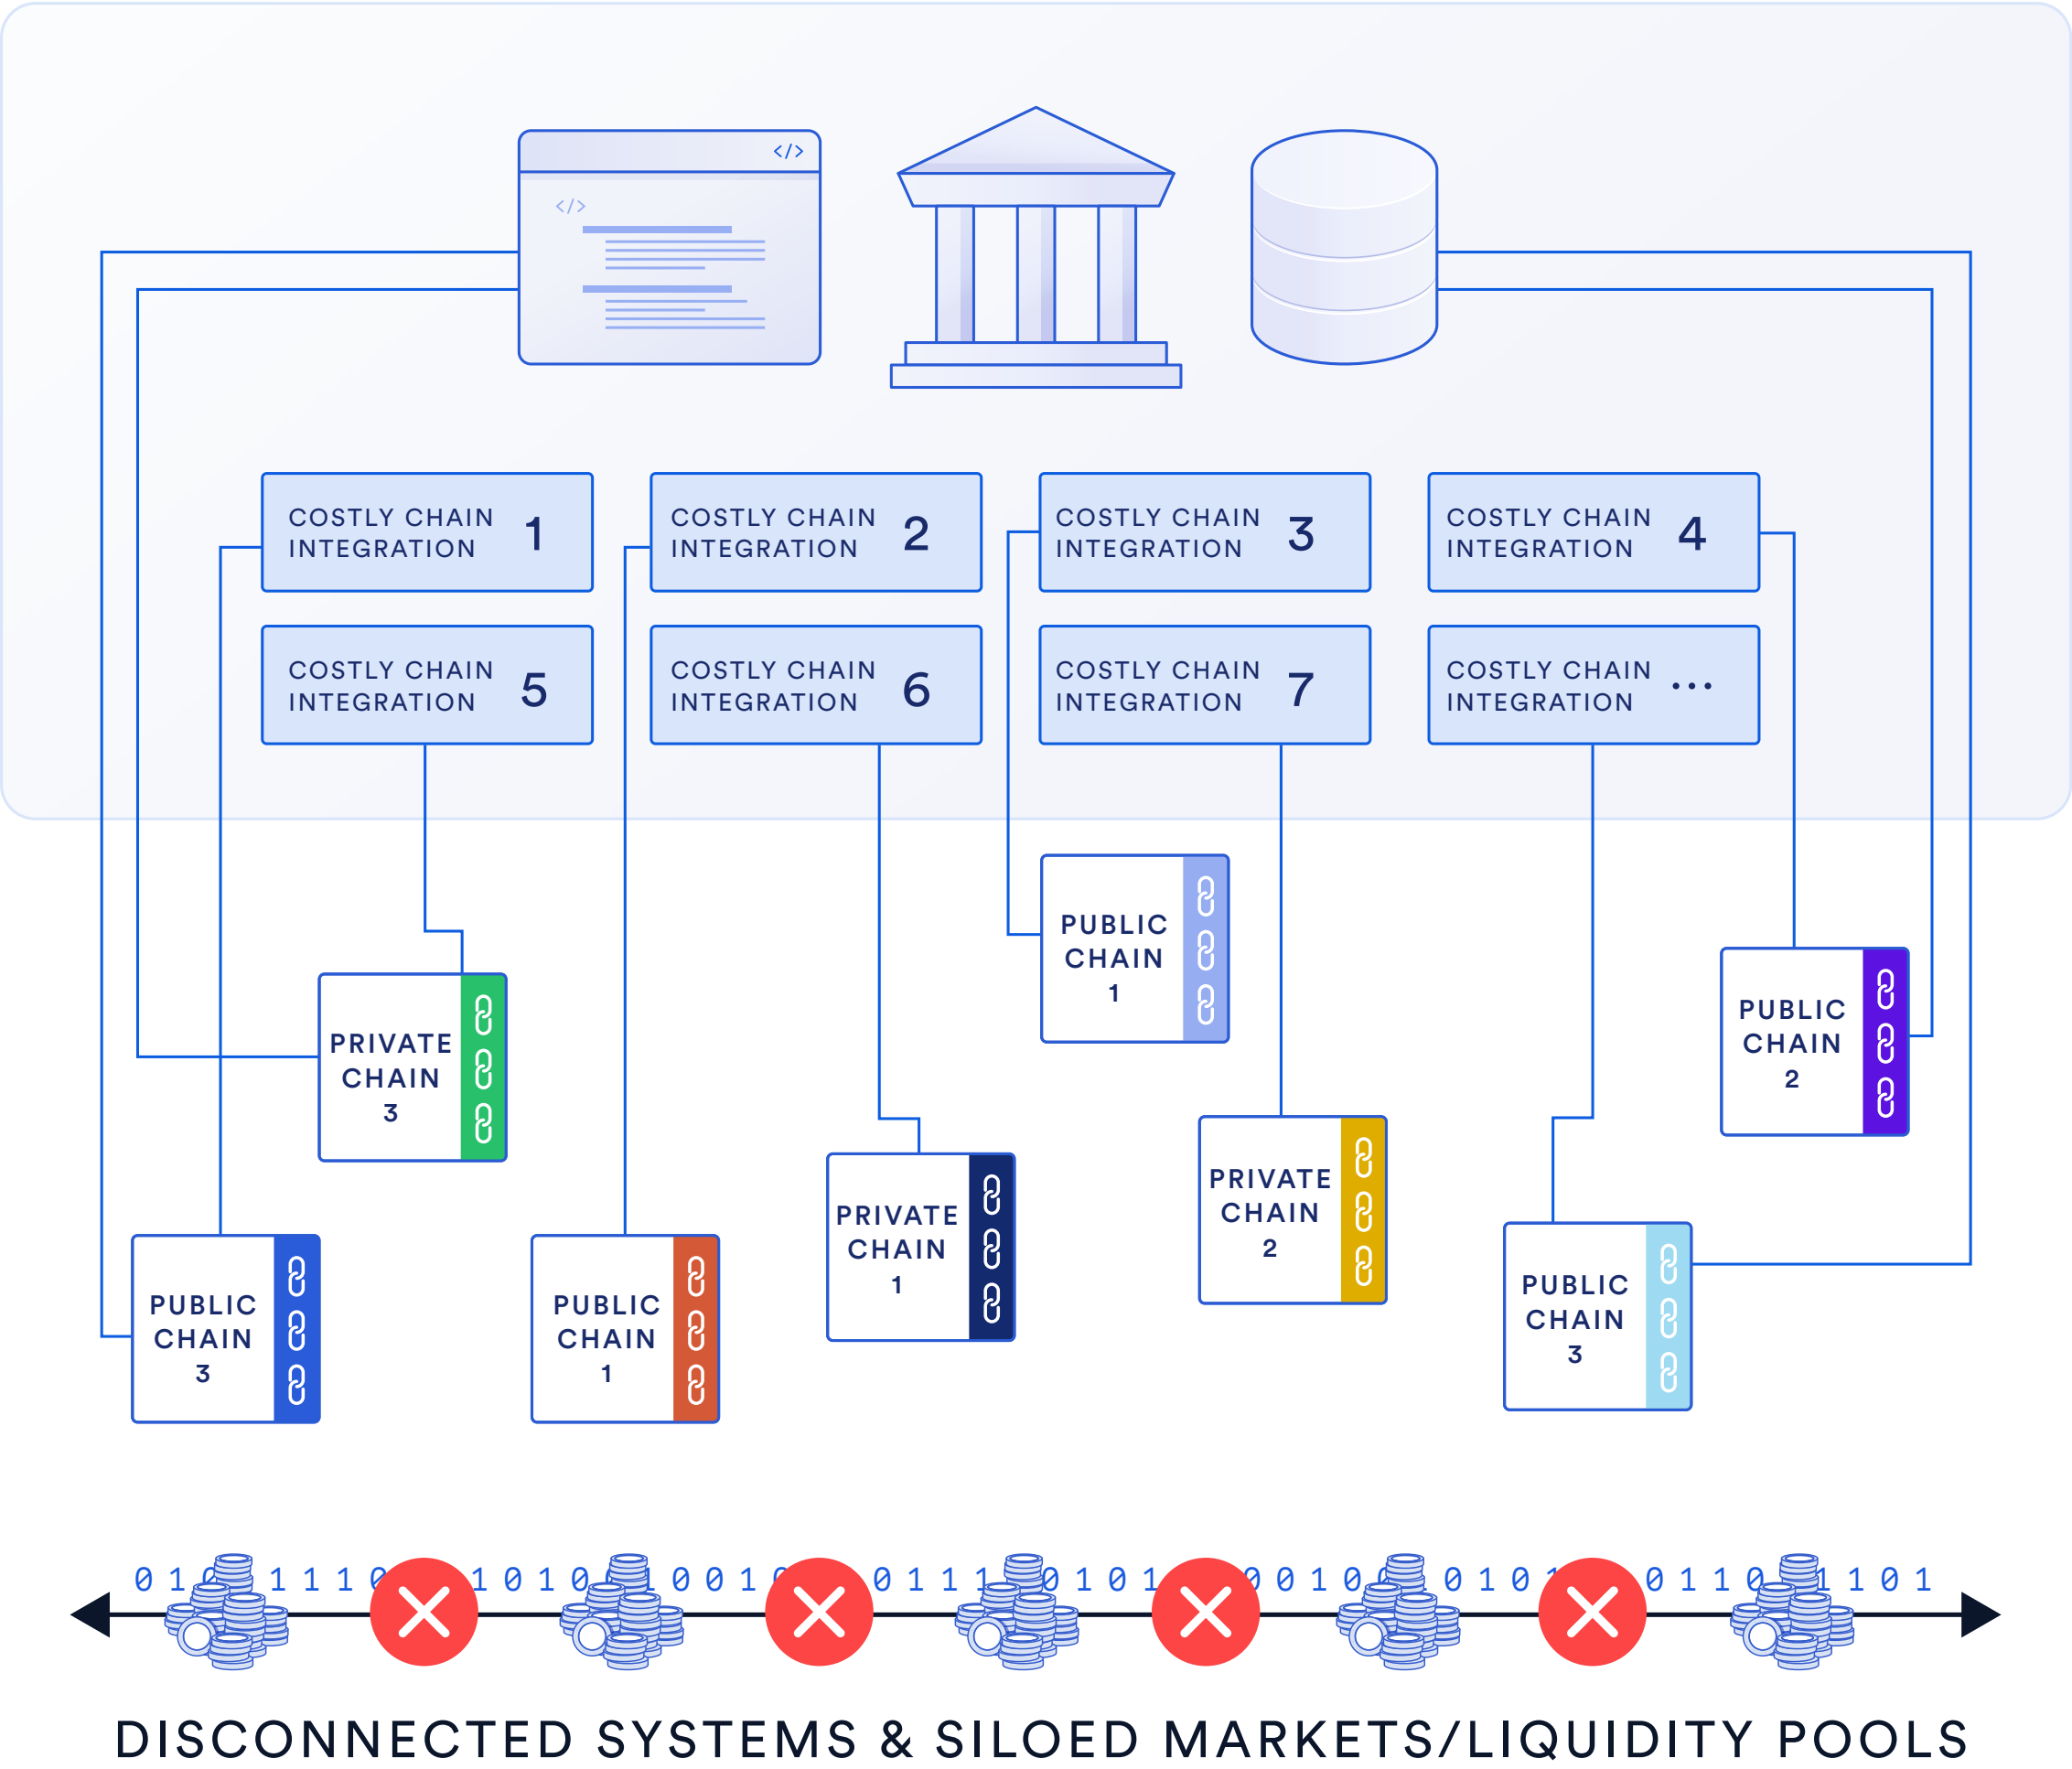 </>
</>
COSTLY CHAIN
INTEGRATION
1
COSTLY CHAIN
INTEGRATION
2
COSTLY CHAIN
INTEGRATION
3
COSTLY CHAIN
INTEGRATION
4
COSTLY CHAIN
INTEGRATION
5
COSTLY CHAIN
INTEGRATION
6
COSTLY CHAIN
INTEGRATION
7
COSTLY CHAIN
INTEGRATION
...
PUBLIC
CHAIN
1
PUBLIC
CHAIN
2
PRIVATE
CHAIN
3
PRIVATE
CHAIN
2
PRIVATE
CHAIN
1
PUBLIC
CHAIN
3
PUBLIC
CHAIN
3
PUBLIC
CHAIN
1
DISCONNECTED SYSTEMS & SILOED MARKETS/LIQUIDITY POOLS